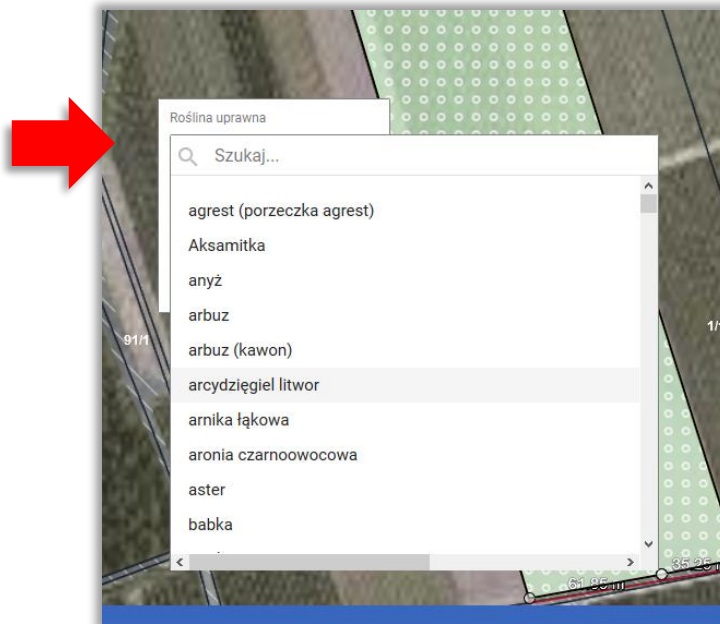 Roślina uprawna
Szukaj...
agrest (porzeczka agrest)
Aksamitka
anyż
arbuz
arbuz (kawon)
arcydzięgiel litwor
arnika łąkowa
aronia czarnoowocowa
aster
babka
91/1
61,85 m